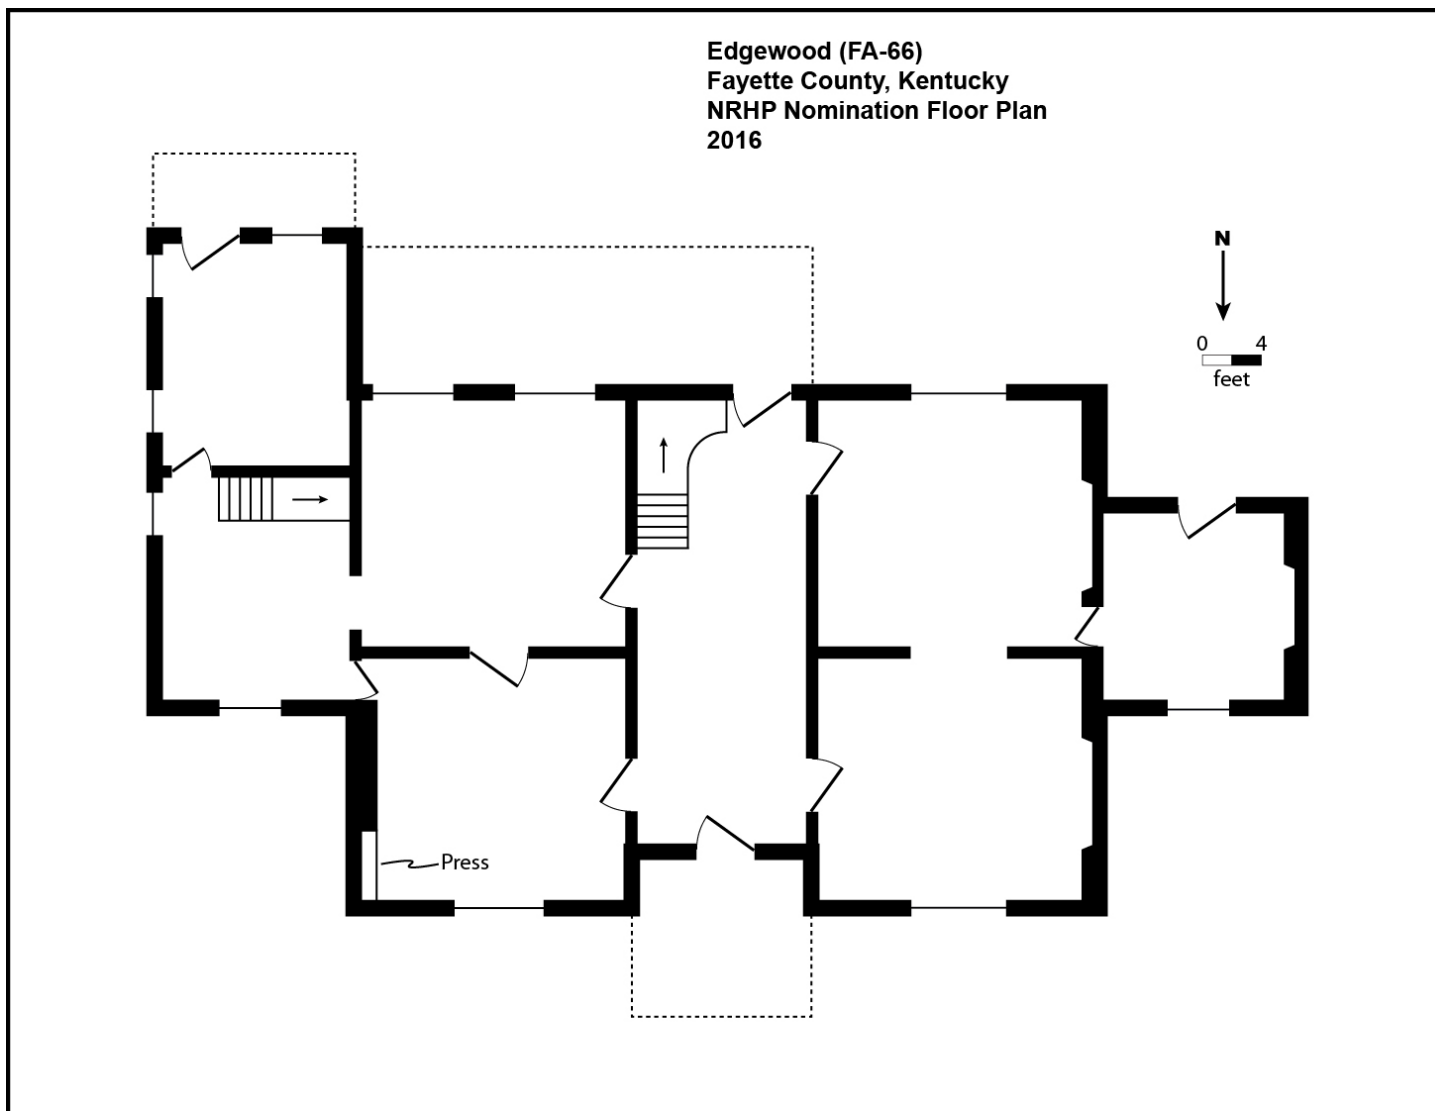 Edgewood (FA-66)
Fayette County, Kentucky
NRHP Nomination Floor Plan
2016
N
0 4
feet
Press